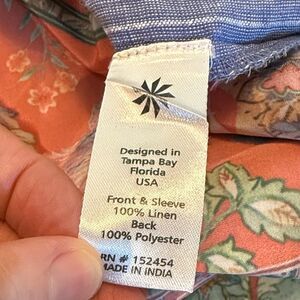 Designed in
Tampa Bay
Florida
USA
Front & Sleeve
100% Linen
Back
100% Polyester
RN # 152454
MADE IN INDIA